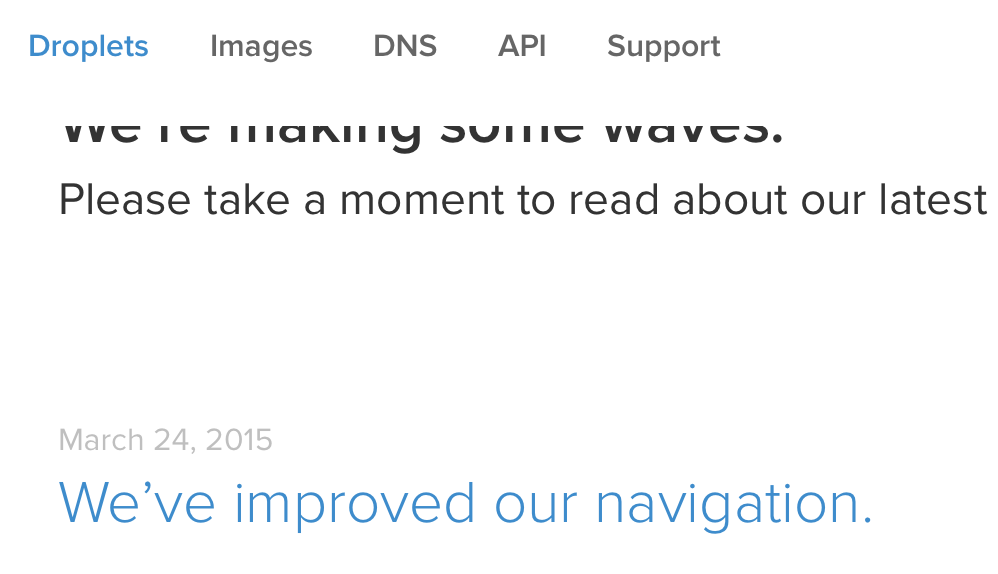 Droplets Images DNS API Support
We're making some waves.
Please take a moment to read about our latest
March 24, 2015
We’ve improved our navigation.